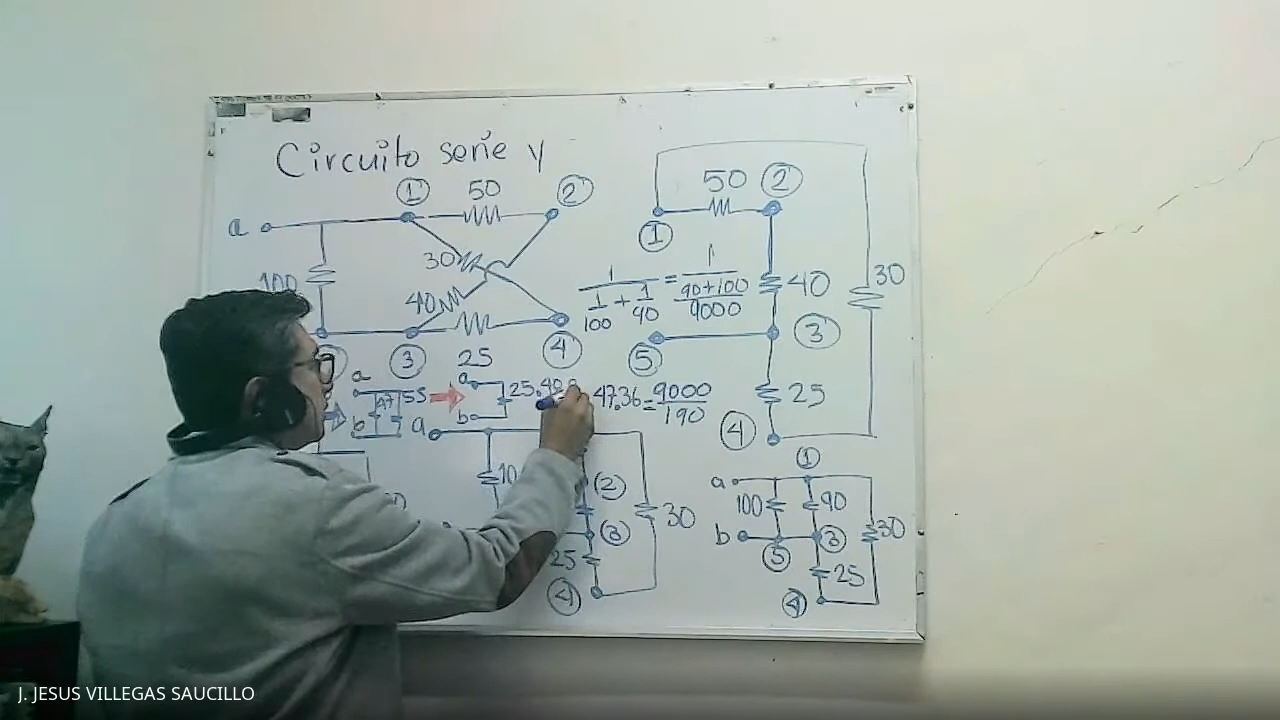 Circuito serie y
1 50 2
a
30
100
40
3 25 4
a 55 a 25.
b 47 b
47.36 = 9000/190
a
2
3
25
4
30
50 2
1
1/(1/100 + 1/90) = 1/((90+100)/9000)
40
30
3
5
25
4
1
a
100 90
b
5 3 30
25
4
J. JESUS VILLEGAS SAUCILLO